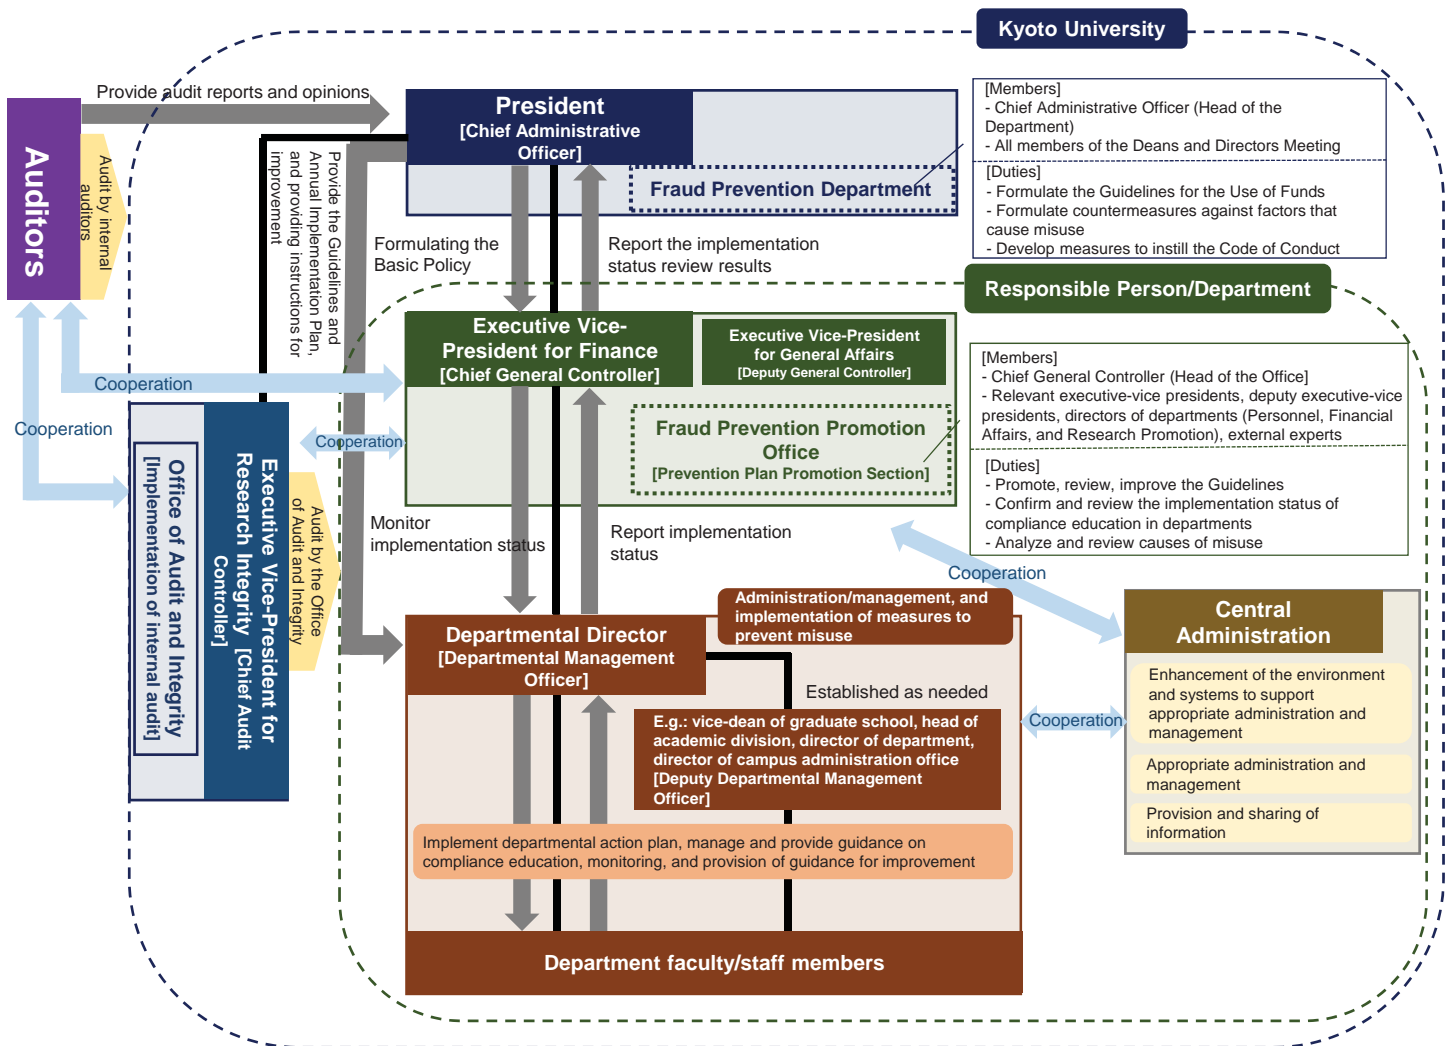 Kyoto University
Provide audit reports and opinions
Auditors
Audit by internal
auditors
President
[Chief Administrative
Officer]
Fraud Prevention Department
[Members]
- Chief Administrative Officer (Head of the
Department)
- All members of the Deans and Directors Meeting
[Duties]
- Formulate the Guidelines for the Use of Funds
- Formulate countermeasures against factors that
cause misuse
- Develop measures to instill the Code of Conduct
Provide the Guidelines and
Annual Implementation Plan,
and providing instructions for
improvement
Formulating the
Basic Policy
Report the implementation
status review results
Responsible Person/Department
Executive Vice-
President for Finance
[Chief General Controller]
Executive Vice-President
for General Affairs
[Deputy General Controller]
Fraud Prevention Promotion
Office
[Prevention Plan Promotion Section]
[Members]
- Chief General Controller (Head of the Office]
- Relevant executive-vice presidents, deputy executive-vice
presidents, directors of departments (Personnel, Financial
Affairs, and Research Promotion), external experts
[Duties]
- Promote, review, improve the Guidelines
- Confirm and review the implementation status of
compliance education in departments
- Analyze and review causes of misuse
Cooperation
Cooperation
Cooperation
Office of Audit and Integrity
[Implementation of internal audit]
Executive Vice-President for
Research Integrity [Chief Audit
Controller]
Audit by the Office
of Audit and Integrity
Monitor
implementation status
Report implementation
status
Cooperation
Administration/management, and
implementation of measures to
prevent misuse
Departmental Director
[Departmental Management
Officer]
Established as needed
E.g.: vice-dean of graduate school, head of
academic division, director of department,
director of campus administration office
[Deputy Departmental Management
Officer]
Cooperation
Central
Administration
Enhancement of the environment
and systems to support
appropriate administration and
management
Appropriate administration and
management
Provision and sharing of
information
Implement departmental action plan, manage and provide guidance on
compliance education, monitoring, and provision of guidance for improvement
Department faculty/staff members